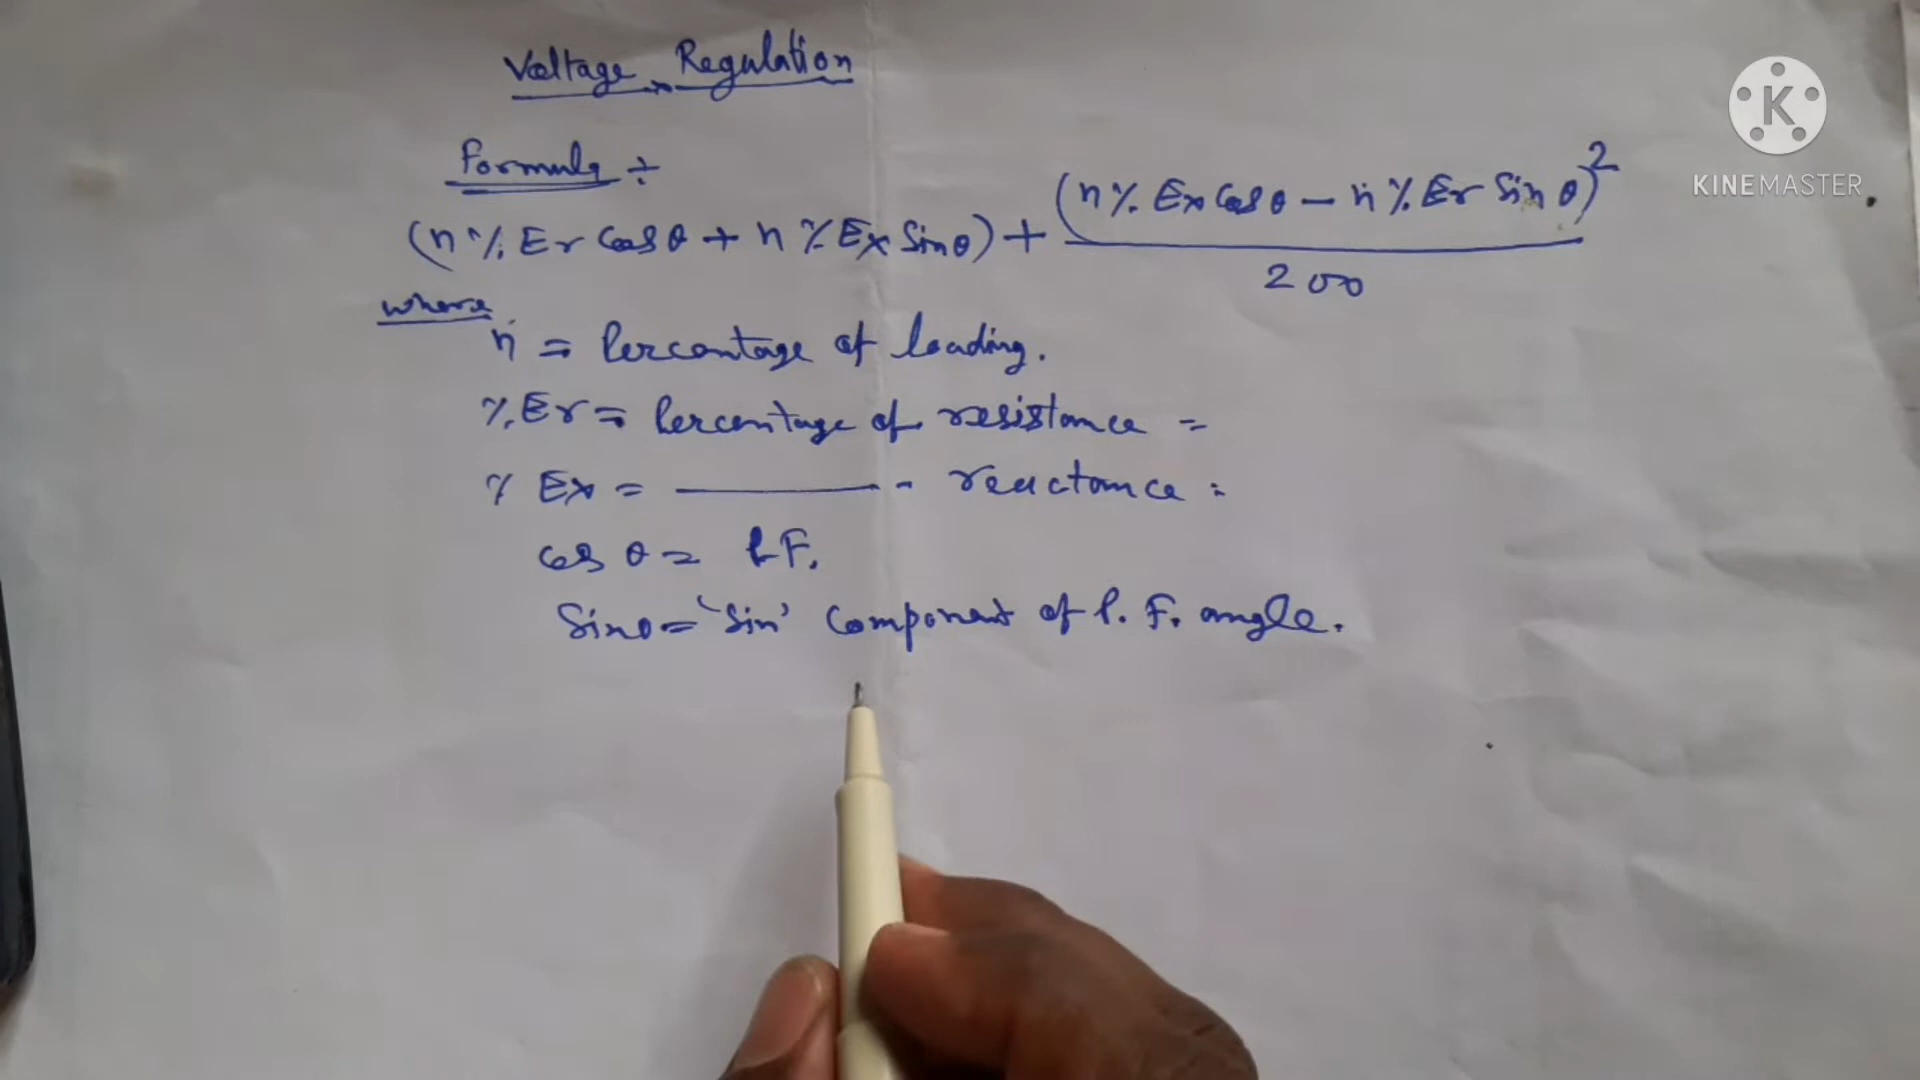 Voltage Regulation
Formula ÷
(n % Er Cosθ + n % Ex Sinθ) + (n % Ex Cosθ - n % Er Sinθ)² / 200
where
n = Percentage of loading.
% Er = Percentage of resistance =
% Ex = ——— - reactance =
Cos θ = P.F.
Sinθ = 'Sin' Component of P. F. angle.
K
KINEMASTER